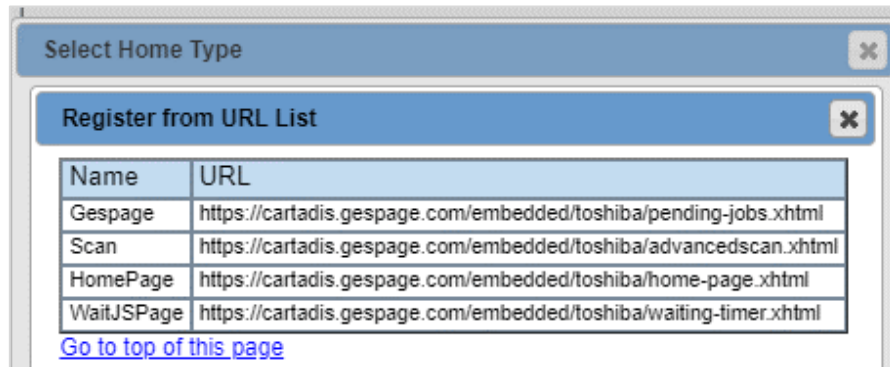 Select Home Type
Register from URL List
Name URL
Gespage https://cartadis.gespage.com/embedded/toshiba/pending-jobs.xhtml
Scan https://cartadis.gespage.com/embedded/toshiba/advancedscan.xhtml
HomePage https://cartadis.gespage.com/embedded/toshiba/home-page.xhtml
WaitJSPage https://cartadis.gespage.com/embedded/toshiba/waiting-timer.xhtml
Go to top of this page